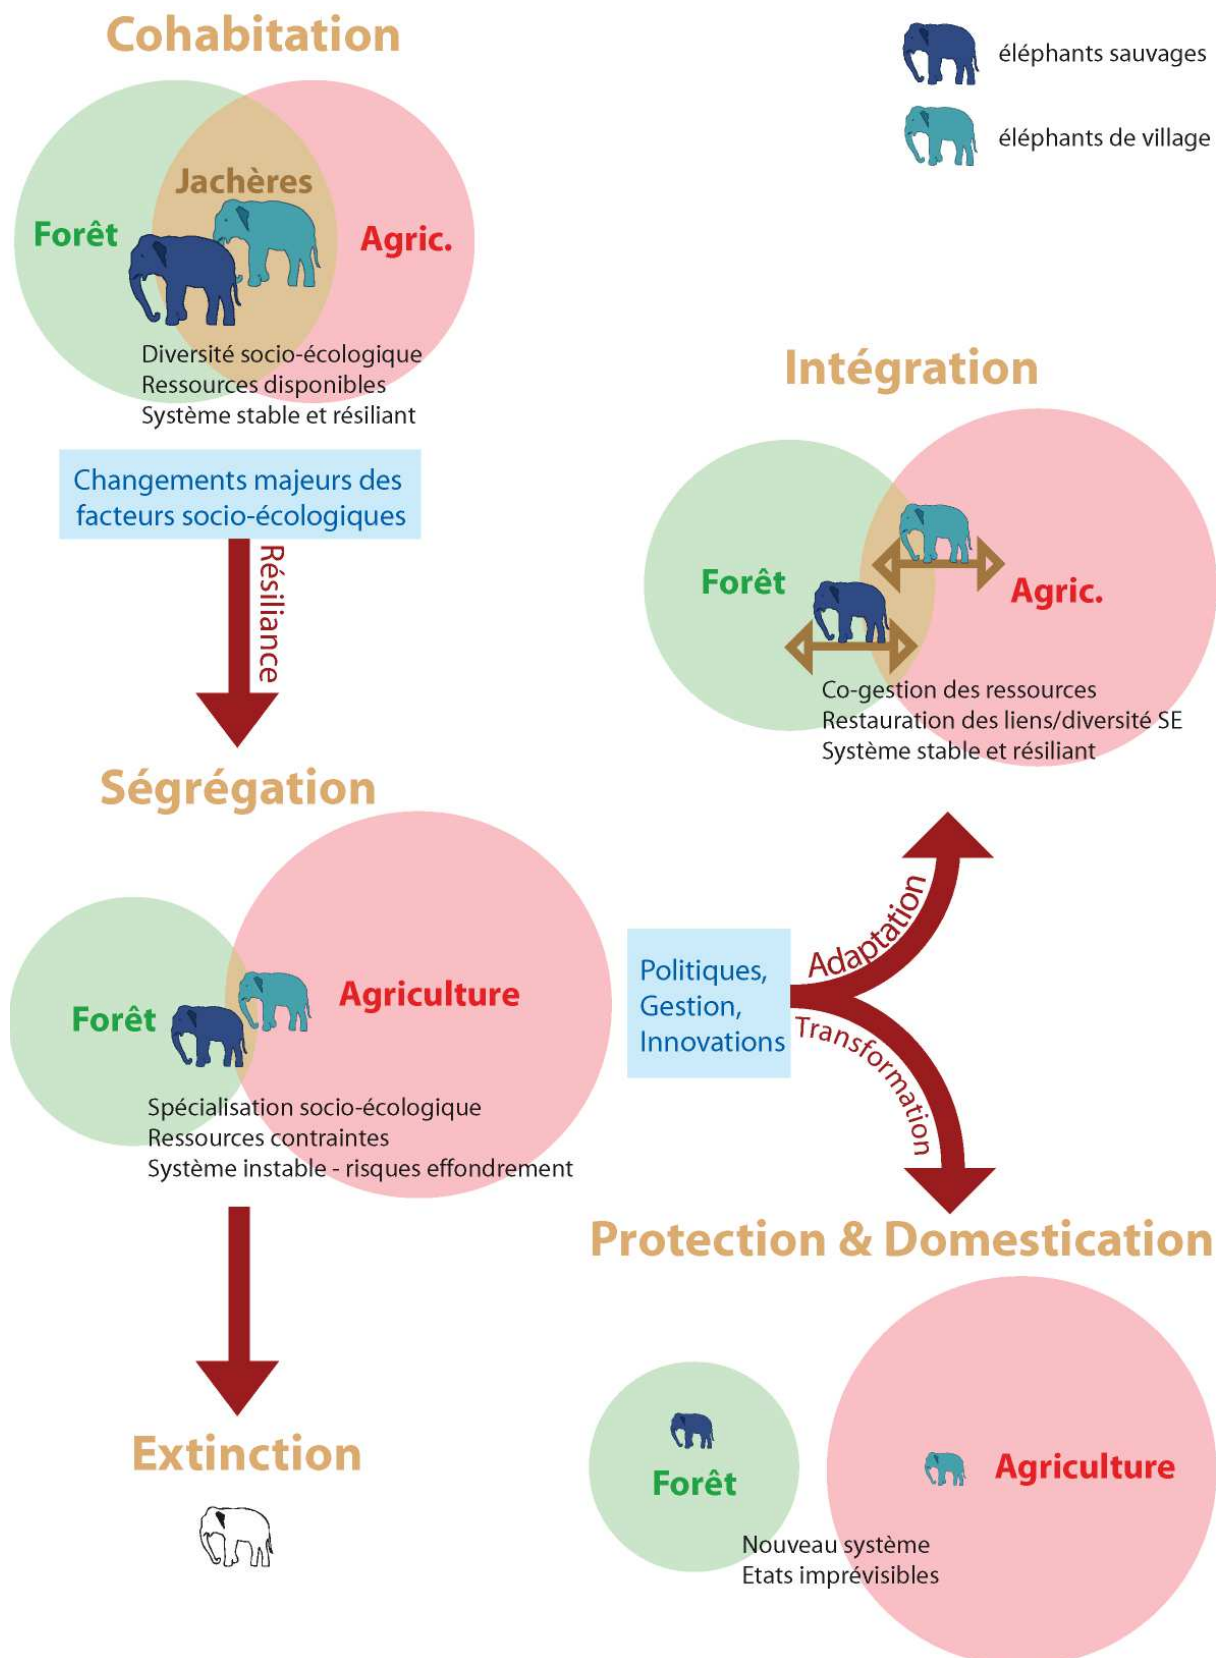 Cohabitation
éléphants sauvages
éléphants de village
Jachères
Forêt
Agric.
Diversité socio-écologique
Ressources disponibles
Système stable et résiliant
Changements majeurs des
facteurs socio-écologiques
Résiliance
Ségrégation
Forêt
Agriculture
Spécialisation socio-écologique
Ressources contraintes
Système instable - risques effondrement
Extinction
Intégration
Forêt
Agric.
Co-gestion des ressources
Restauration des liens/diversité SE
Système stable et résiliant
Politiques,
Gestion,
Innovations
Adaptation
Transformation
Protection & Domestication
Forêt
Agriculture
Nouveau système
Etats imprévisibles